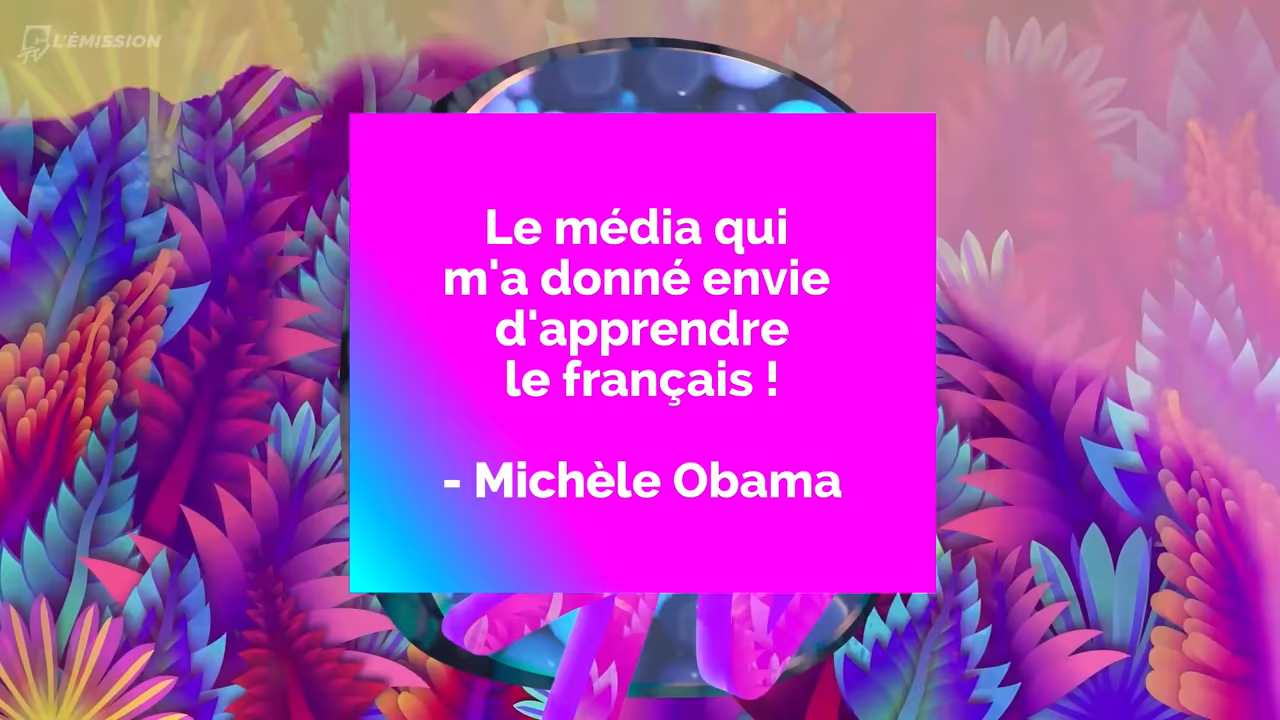 L'ÉMISSION
Le média qui
m'a donné envie
d'apprendre
le français !
- Michèle Obama